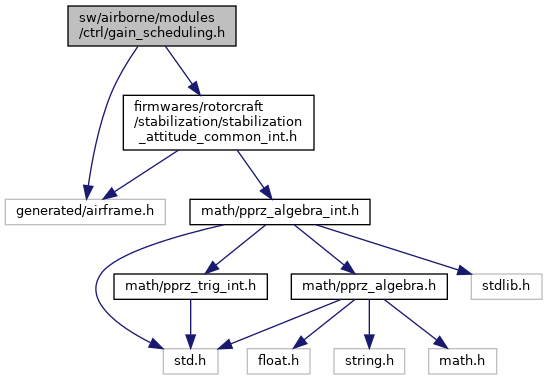 sw/airborne/modules
/ctrl/gain_scheduling.h
firmwares/rotorcraft
/stabilization/stabilization
_attitude_common_int.h
generated/airframe.h
math/pprz_algebra_int.h
math/pprz_trig_int.h
math/pprz_algebra.h
stdlib.h
std.h
float.h
string.h
math.h